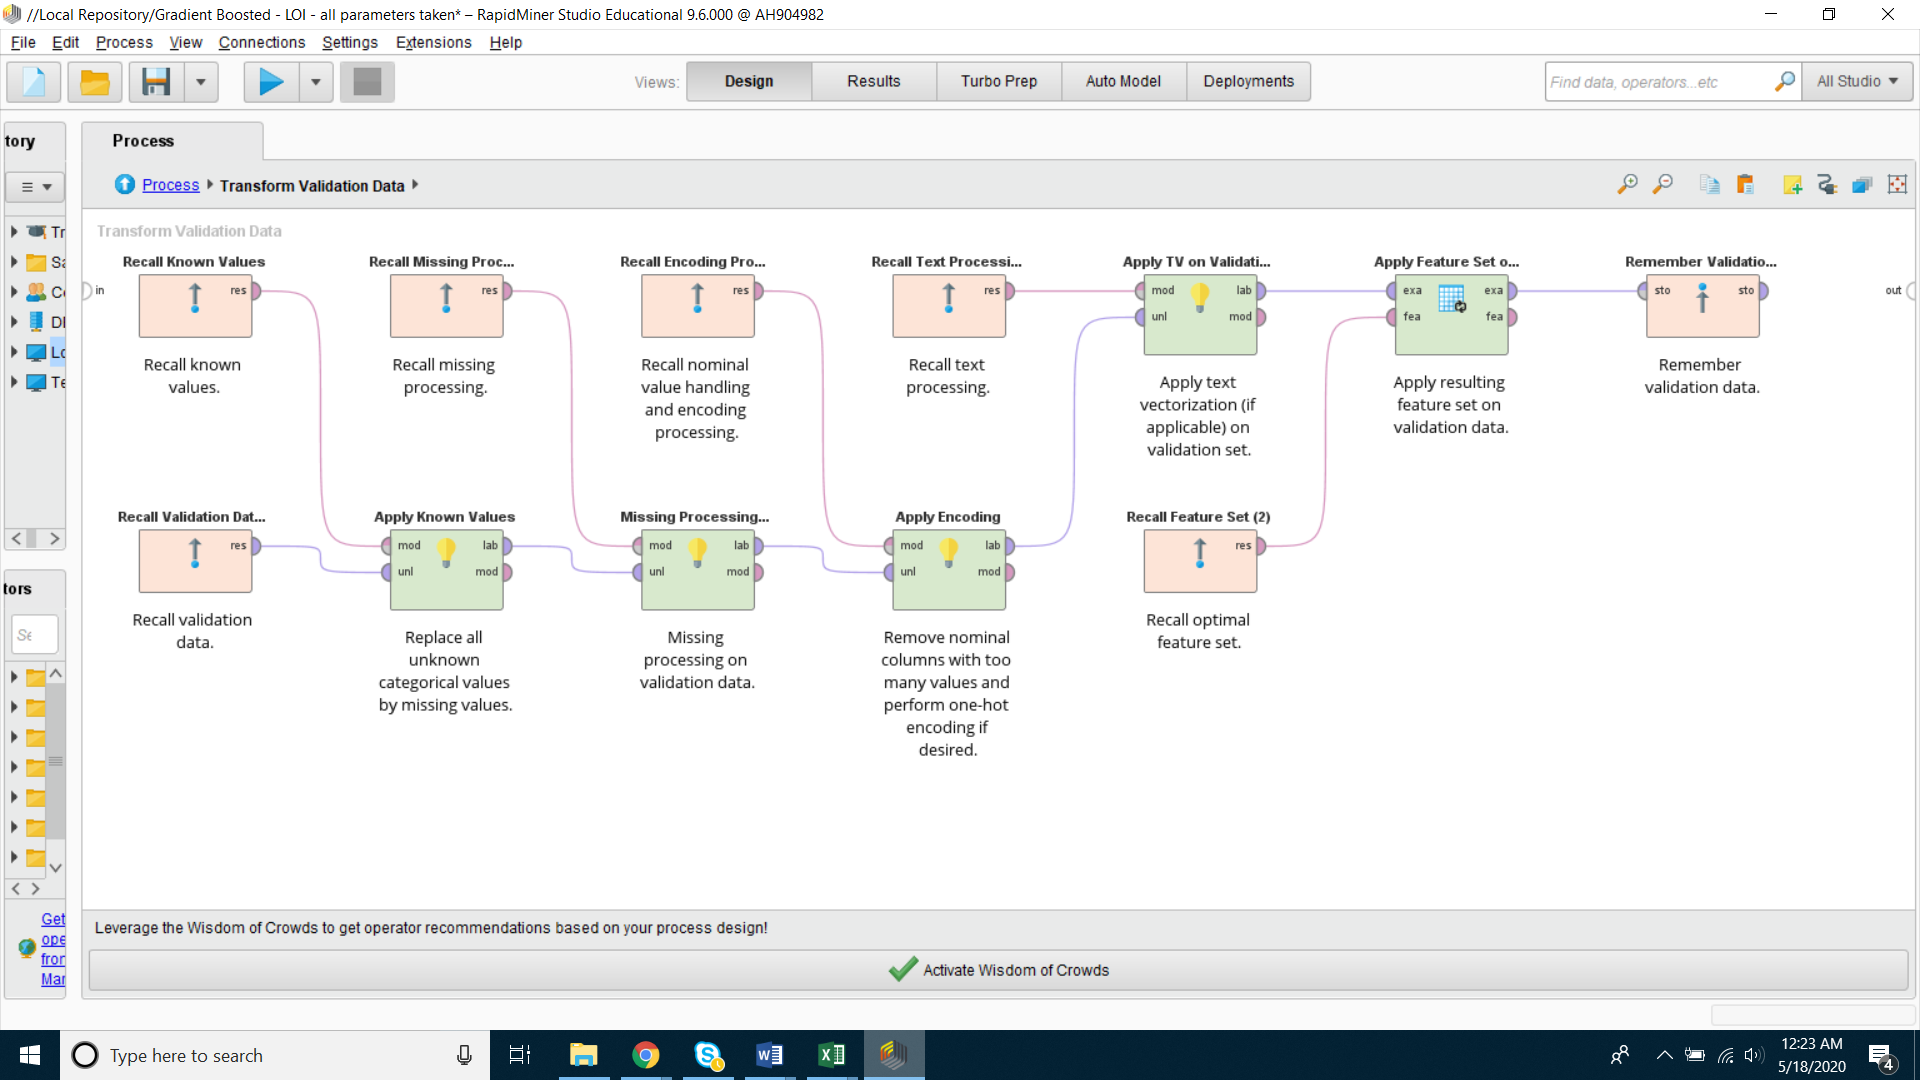 //Local Repository/Gradient Boosted - LOI - all parameters taken* – RapidMiner Studio Educational 9.6.000 @ AH904982
File Edit Process View Connections Settings Extensions Help
Views: Design Results Turbo Prep Auto Model Deployments
Find data, operators...etc
All Studio
tory
Process
Process Transform Validation Data
Transform Validation Data
Recall Known Values
Recall Missing Proc...
Recall Encoding Pro...
Recall Text Processi...
Apply TV on Validati...
Apply Feature Set o...
Remember Validatio...
in res res res res mod lab exa exa sto sto out
unl mod fea fea
Recall known
values.
Recall missing
processing.
Recall nominal
value handling
and encoding
processing.
Recall text
processing.
Apply text
vectorization (if
applicable) on
validation set.
Apply resulting
feature set on
validation data.
Remember
validation data.
Tr
Sa
Co
DB
Lo
Te
Recall Validation Dat...
Apply Known Values
Missing Processing...
Apply Encoding
Recall Feature Set (2)
res mod lab mod lab mod lab res
unl mod unl mod unl mod
Recall validation
data.
Replace all
unknown
categorical values
by missing values.
Missing
processing on
validation data.
Remove nominal
columns with too
many values and
perform one-hot
encoding if
desired.
Recall optimal
feature set.
tors
Se
Get
ope
from
Mar
Leverage the Wisdom of Crowds to get operator recommendations based on your process design!
Activate Wisdom of Crowds
Type here to search
12:23 AM
5/18/2020
4